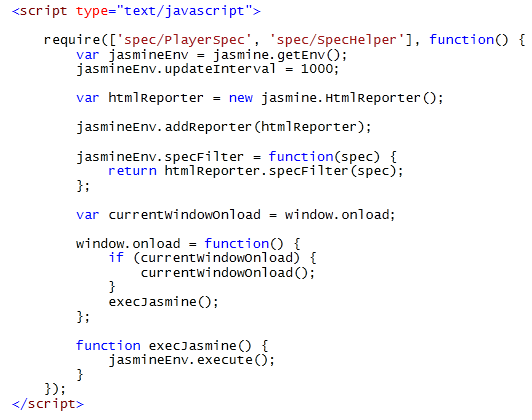 <script type="text/javascript">
    require(['spec/PlayerSpec', 'spec/SpecHelper'], function() {
        var jasmineEnv = jasmine.getEnv();
        jasmineEnv.updateInterval = 1000;
        var htmlReporter = new jasmine.HtmlReporter();
        jasmineEnv.addReporter(htmlReporter);
        jasmineEnv.specFilter = function(spec) {
            return htmlReporter.specFilter(spec);
        };
        var currentWindowOnload = window.onload;
        window.onload = function() {
            if (currentWindowOnload) {
                currentWindowOnload();
            }
            execJasmine();
        };
        function execJasmine() {
            jasmineEnv.execute();
        }
    });
</script>